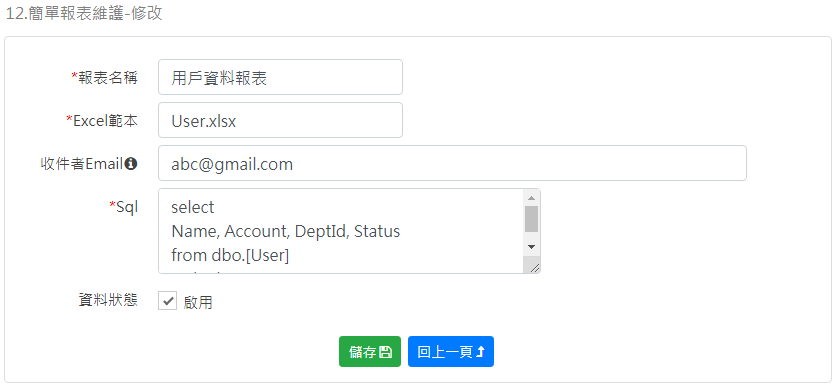 12.簡單報表維護-修改
*報表名稱 用戶資料報表
*Excel範本 User.xlsx
收件者Email abc@gmail.com
*Sql select
Name, Account, DeptId, Status
from dbo.[User]
資料狀態 啟用
儲存 回上一頁